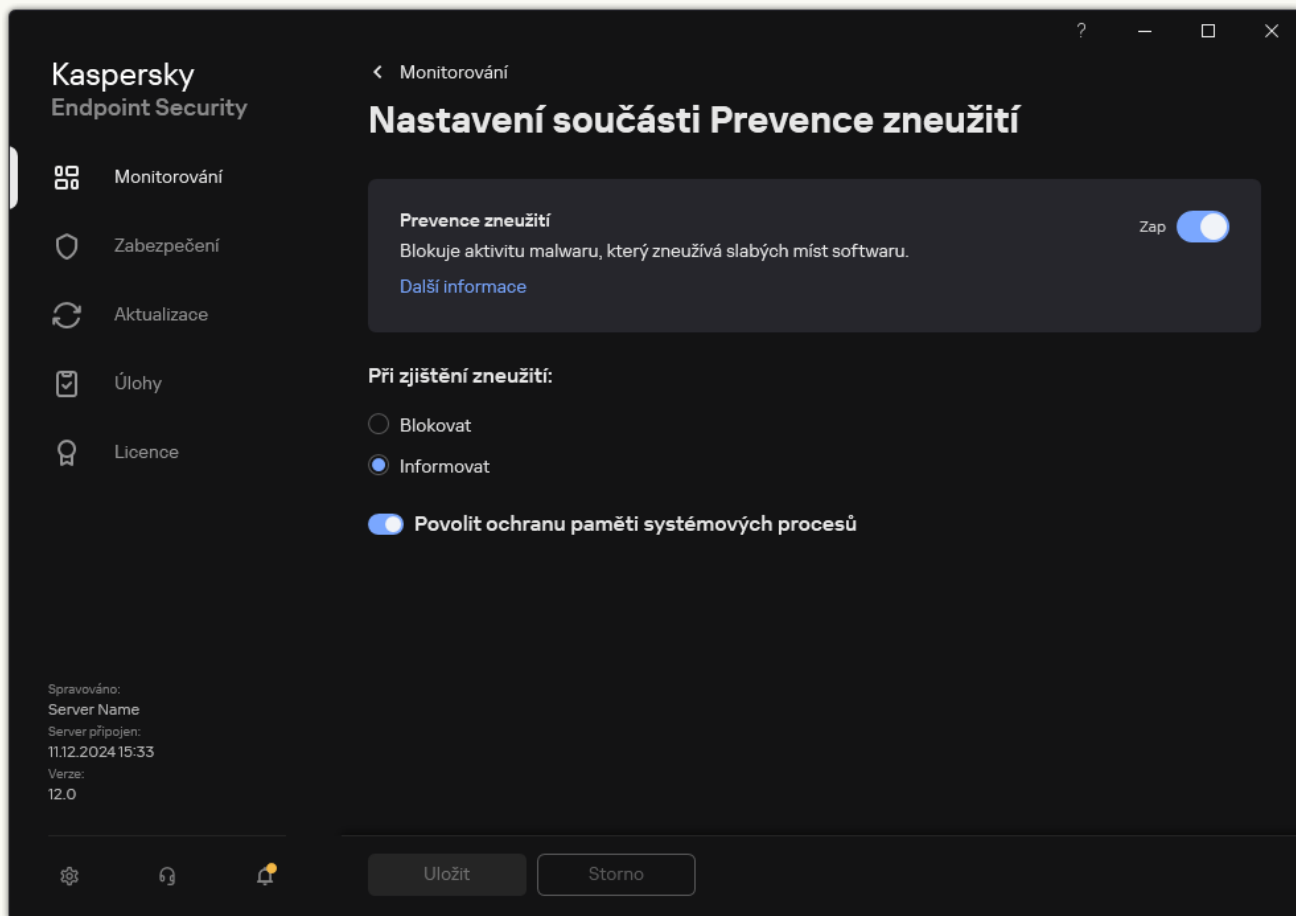 ?
Kaspersky
Endpoint Security
Monitorování
Zabezpečení
Aktualizace
Úlohy
Licence
Spravováno:
Server Name
Server připojen:
11.12.2024 15:33
Verze:
12.0
Monitorování
Nastavení součásti Prevence zneužití
Prevence zneužití
Zap
Blokuje aktivitu malwaru, který zneužívá slabých míst softwaru.
Další informace
Při zjištění zneužití:
Blokovat
Informovat
Povolit ochranu paměti systémových procesů
Uložit
Storno